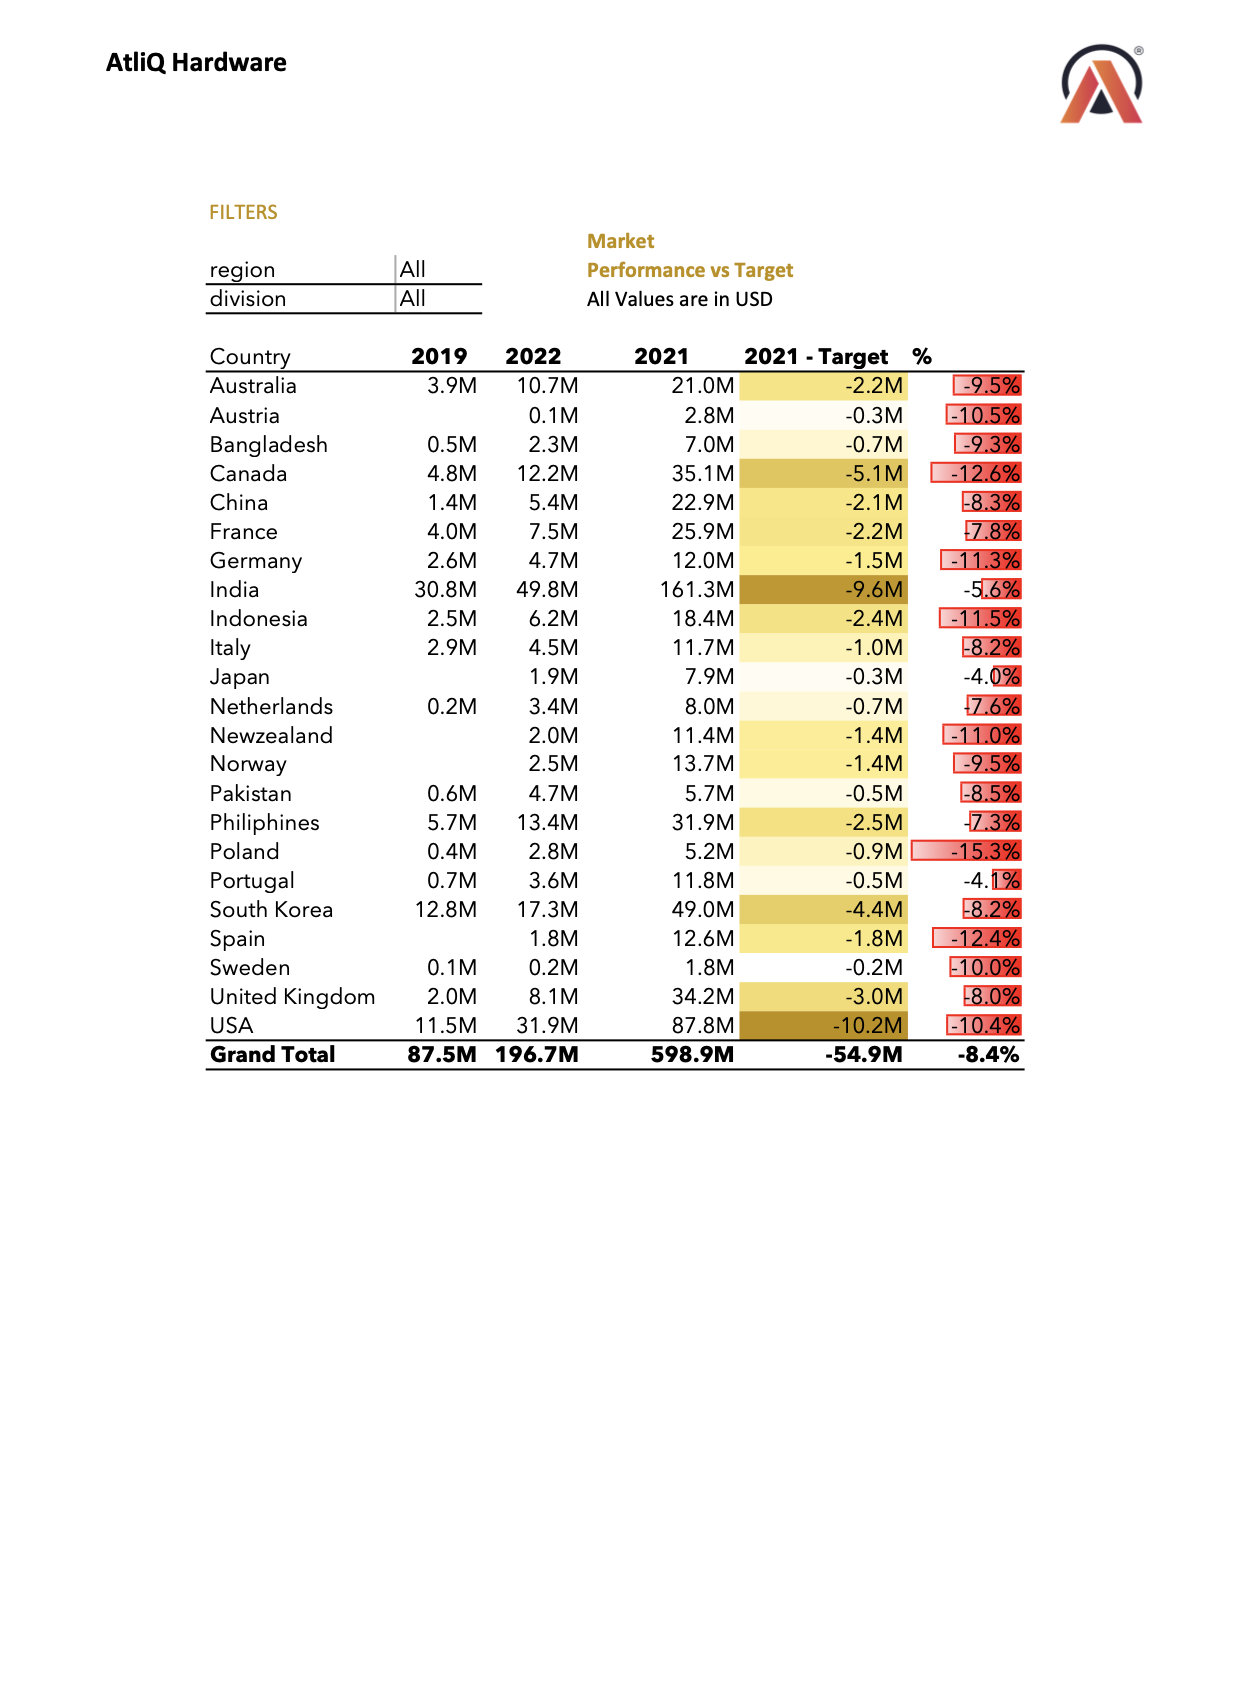 AtliQ Hardware
®
FILTERS
Market
region All Performance vs Target
division All All Values are in USD
Country 2019 2022 2021 2021 - Target %
Australia 3.9M 10.7M 21.0M -2.2M -9.5%
Austria 0.1M 2.8M -0.3M -10.5%
Bangladesh 0.5M 2.3M 7.0M -0.7M -9.3%
Canada 4.8M 12.2M 35.1M -5.1M -12.6%
China 1.4M 5.4M 22.9M -2.1M -8.3%
France 4.0M 7.5M 25.9M -2.2M -7.8%
Germany 2.6M 4.7M 12.0M -1.5M -11.3%
India 30.8M 49.8M 161.3M -9.6M -5.6%
Indonesia 2.5M 6.2M 18.4M -2.4M -11.5%
Italy 2.9M 4.5M 11.7M -1.0M -8.2%
Japan 1.9M 7.9M -0.3M -4.0%
Netherlands 0.2M 3.4M 8.0M -0.7M -7.6%
Newzealand 2.0M 11.4M -1.4M -11.0%
Norway 2.5M 13.7M -1.4M -9.5%
Pakistan 0.6M 4.7M 5.7M -0.5M -8.5%
Philiphines 5.7M 13.4M 31.9M -2.5M -7.3%
Poland 0.4M 2.8M 5.2M -0.9M -15.3%
Portugal 0.7M 3.6M 11.8M -0.5M -4.1%
South Korea 12.8M 17.3M 49.0M -4.4M -8.2%
Spain 1.8M 12.6M -1.8M -12.4%
Sweden 0.1M 0.2M 1.8M -0.2M -10.0%
United Kingdom 2.0M 8.1M 34.2M -3.0M -8.0%
USA 11.5M 31.9M 87.8M -10.2M -10.4%
Grand Total 87.5M 196.7M 598.9M -54.9M -8.4%